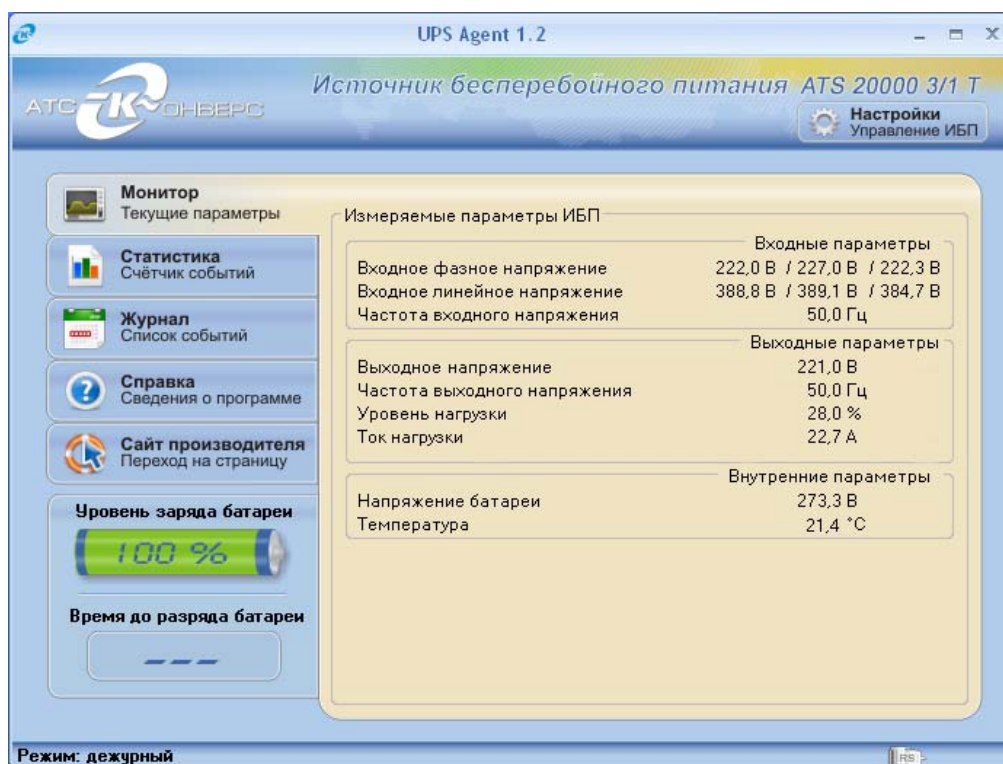 UPS Agent 1.2
АТС КОНВЕРС
Источник бесперебойного питания ATS 20000 3/1 T
Настройки
Управление ИБП
Монитор
Текущие параметры
Статистика
Счётчик событий
Журнал
Список событий
Справка
Сведения о программе
Сайт производителя
Переход на страницу
Уровень заряда батареи
100 %
Время до разряда батареи
---
Измеряемые параметры ИБП
Входные параметры
Входное фазное напряжение 222,0 В / 227,0 В / 222,3 В
Входное линейное напряжение 388,8 В / 389,1 В / 384,7 В
Частота входного напряжения 50,0 Гц
Выходные параметры
Выходное напряжение 221,0 В
Частота выходного напряжения 50,0 Гц
Уровень нагрузки 28,0 %
Ток нагрузки 22,7 А
Внутренние параметры
Напряжение батареи 273,3 В
Температура 21,4 °C
Режим: дежурный
RS